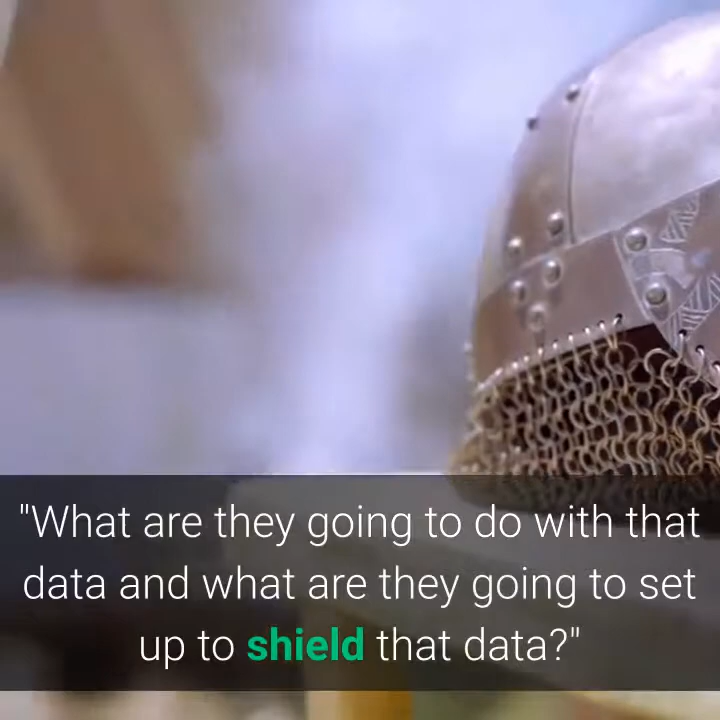 "What are they going to do with that
data and what are they going to set
up to shield that data?"